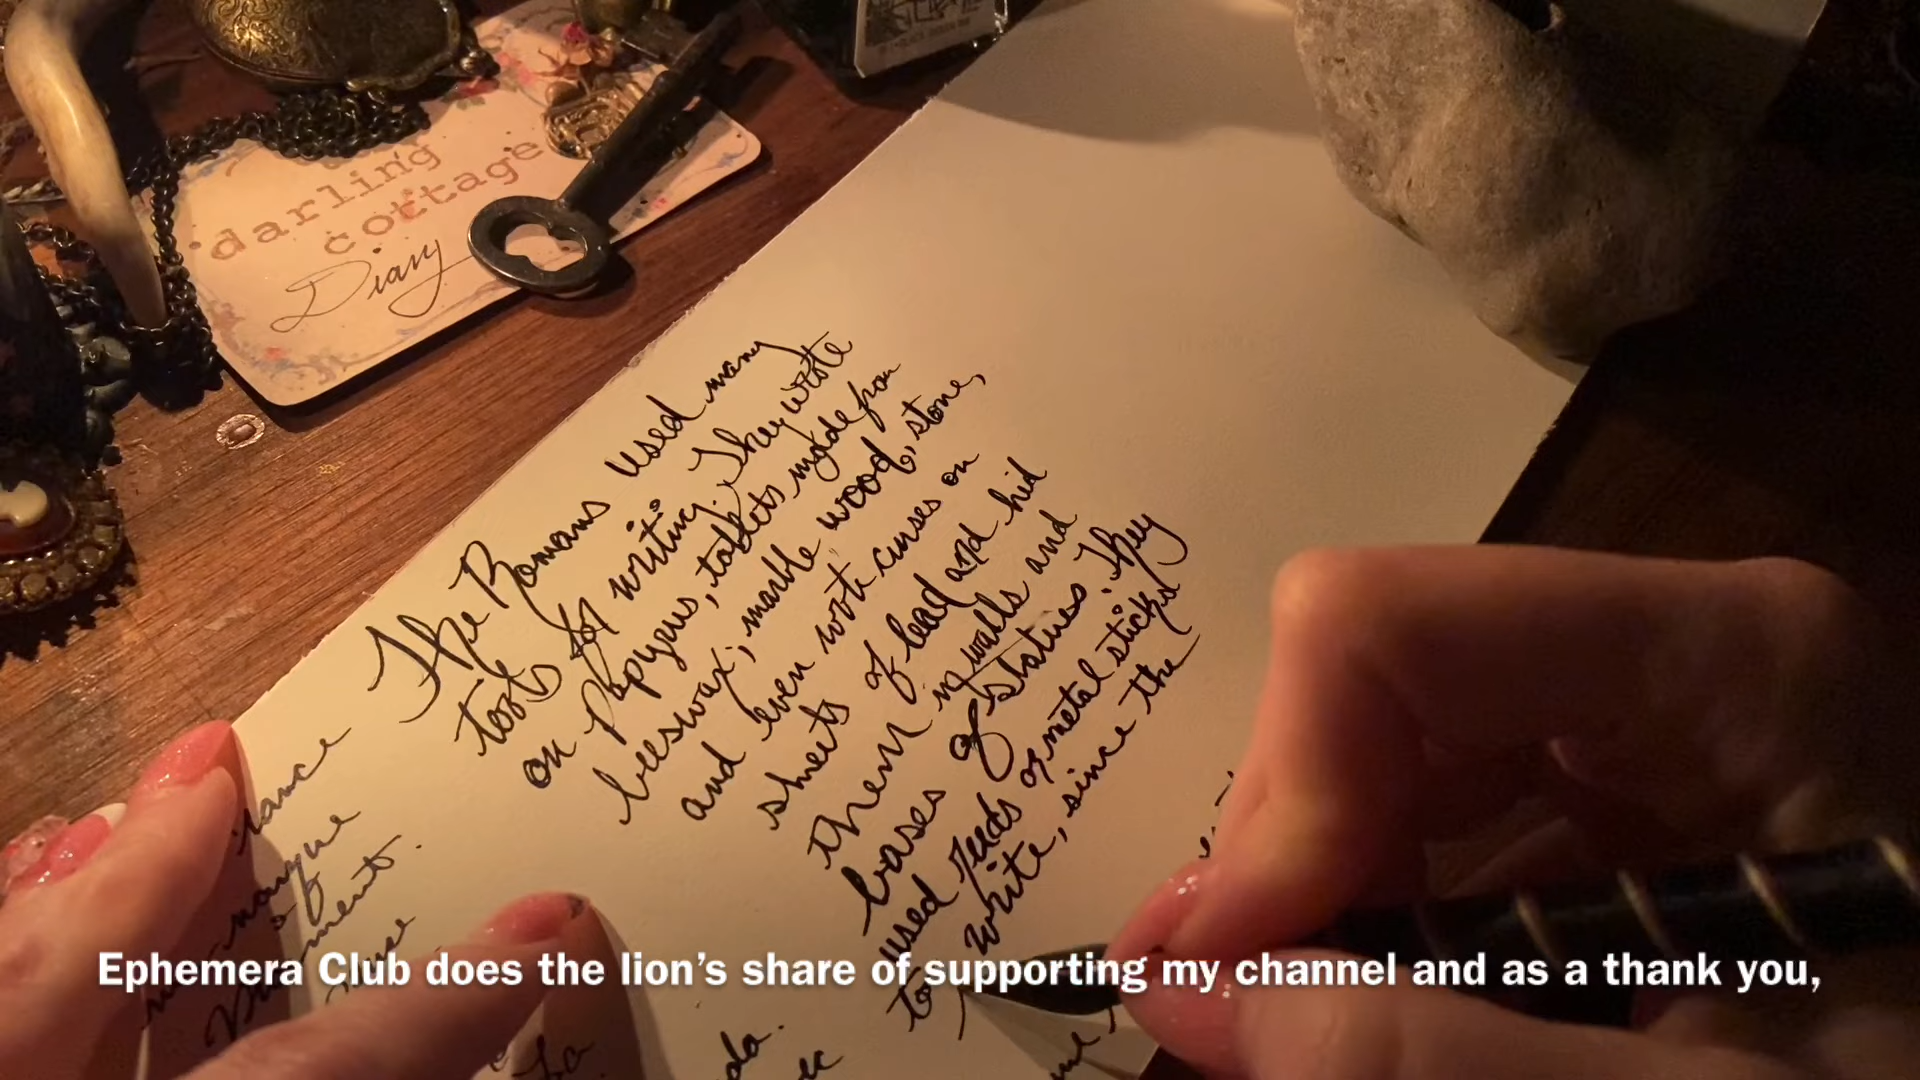 darling
cottage
Diary
The Romans used many
tools for writing. They wrote
on papyrus, tablets made from
beeswax; marble wood, stone,
and even wrote curses on
sheets of lead and hid
them in walls and
bases of statues. They
used reeds or metal sticks
to write, since the
Ephemera Club does the lion's share of supporting my channel and as a thank you,